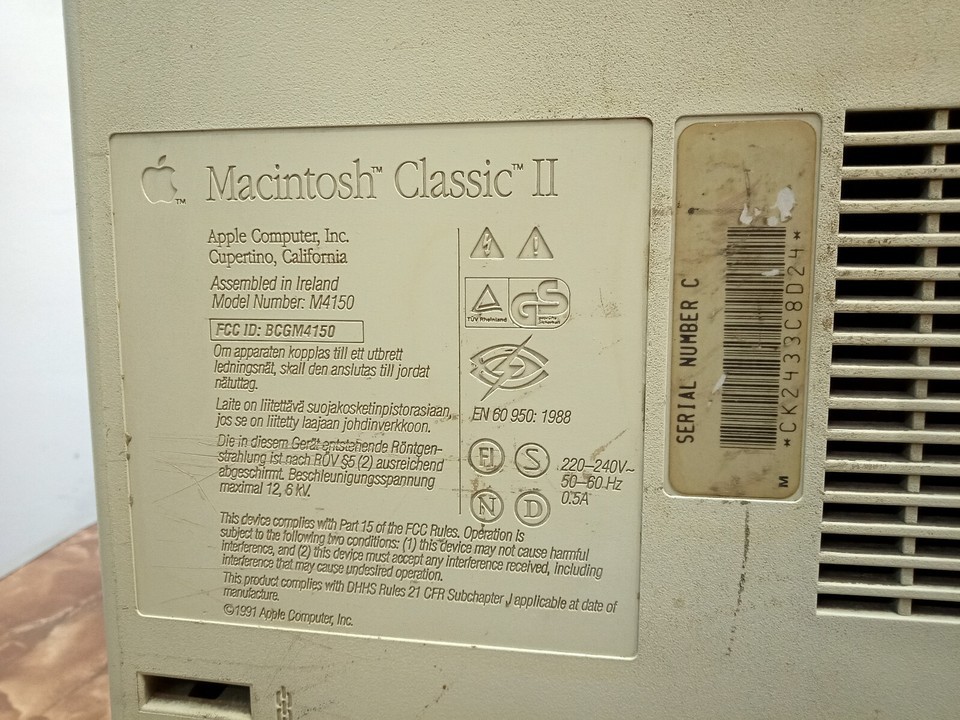 Macintosh™ Classic™ II
™
Apple Computer, Inc.
Cupertino, California
Assembled in Ireland
Model Number: M4150
FCC ID: BCGM4150
Om apparaten kopplas till ett utbrett
ledningsnät, skall den anslutas till jordat
nätuttag.
Laite on liitettävä suojakosketinpistorasiaan,
jos se on liitetty laajaan johdinverkkoon.
Die in diesem Gerät entstehende Röntgen-
strahlung ist nach RÖV §5 (2) ausreichend
abgeschirmt. Beschleunigungsspannung
maximal 12, 6 kV.
TÜV Rheinland
GS
geprüfte
Sicherheit
EN 60 950: 1988
FI
S
N
D
220–240V~
50–60 Hz
0.5A
This device complies with Part 15 of the FCC Rules. Operation is
subject to the following two conditions: (1) this device may not cause harmful
interference, and (2) this device must accept any interference received, including
interference that may cause undesired operation.
This product complies with DHHS Rules 21 CFR Subchapter J applicable at date of
manufacture.
©1991 Apple Computer, Inc.
SERIAL NUMBER C
*CK2433C8D24*
M